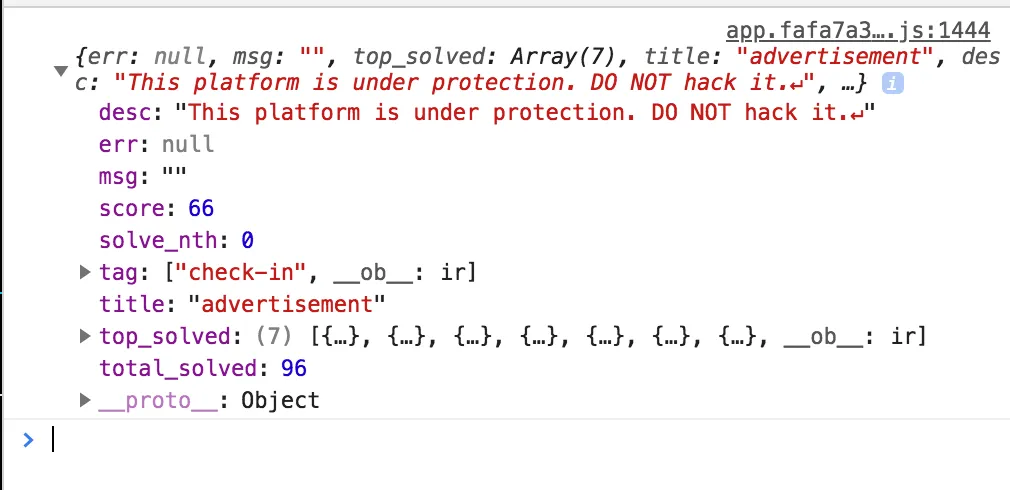 app.fafa7a3….js:1444
{err: null, msg: "", top_solved: Array(7), title: "advertisement", des
c: "This platform is under protection. DO NOT hack it.↵", …} i
desc: "This platform is under protection. DO NOT hack it.↵"
err: null
msg: ""
score: 66
solve_nth: 0
tag: ["check-in", __ob__: ir]
title: "advertisement"
top_solved: (7) [{…}, {…}, {…}, {…}, {…}, {…}, {…}, __ob__: ir]
total_solved: 96
__proto__: Object